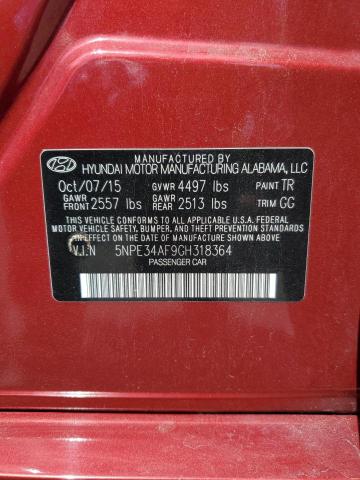 MANUFACTURED BY
HYUNDAI MOTOR MANUFACTURING ALABAMA, LLC
Oct/07/15 GVWR 4497 lbs PAINT TR
GAWR FRONT 2557 lbs GAWR REAR 2513 lbs TRIM GG
THIS VEHICLE CONFORMS TO ALL APPLICABLE U.S. FEDERAL
MOTOR VEHICLE SAFETY, BUMPER, AND THEFT PREVENTION
STANDARDS IN EFFECT ON THE DATE OF MANUFACTURE SHOWN ABOVE.
V.I.N 5NPE34AF9GH318364
PASSENGER CAR